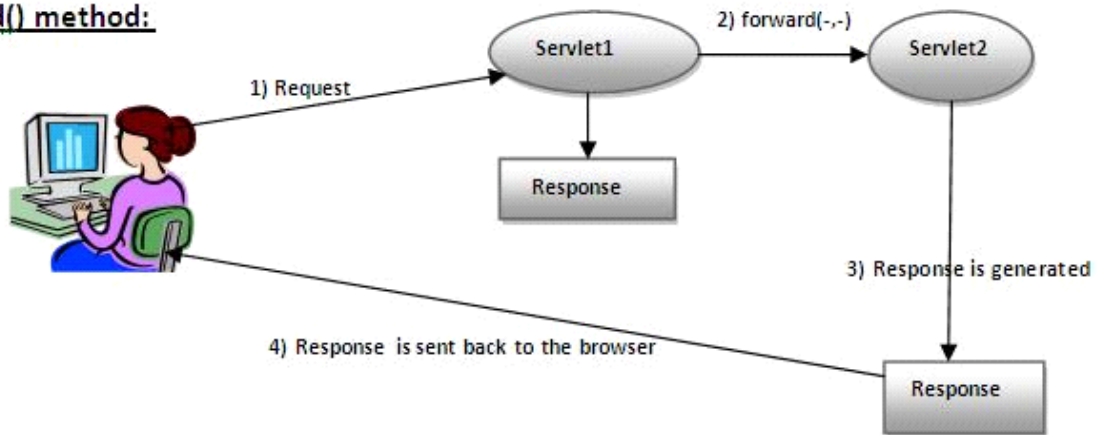 d() method:
2) forward(-,-)
Servlet1
Servlet2
1) Request
Response
3) Response is generated
4) Response is sent back to the browser
Response